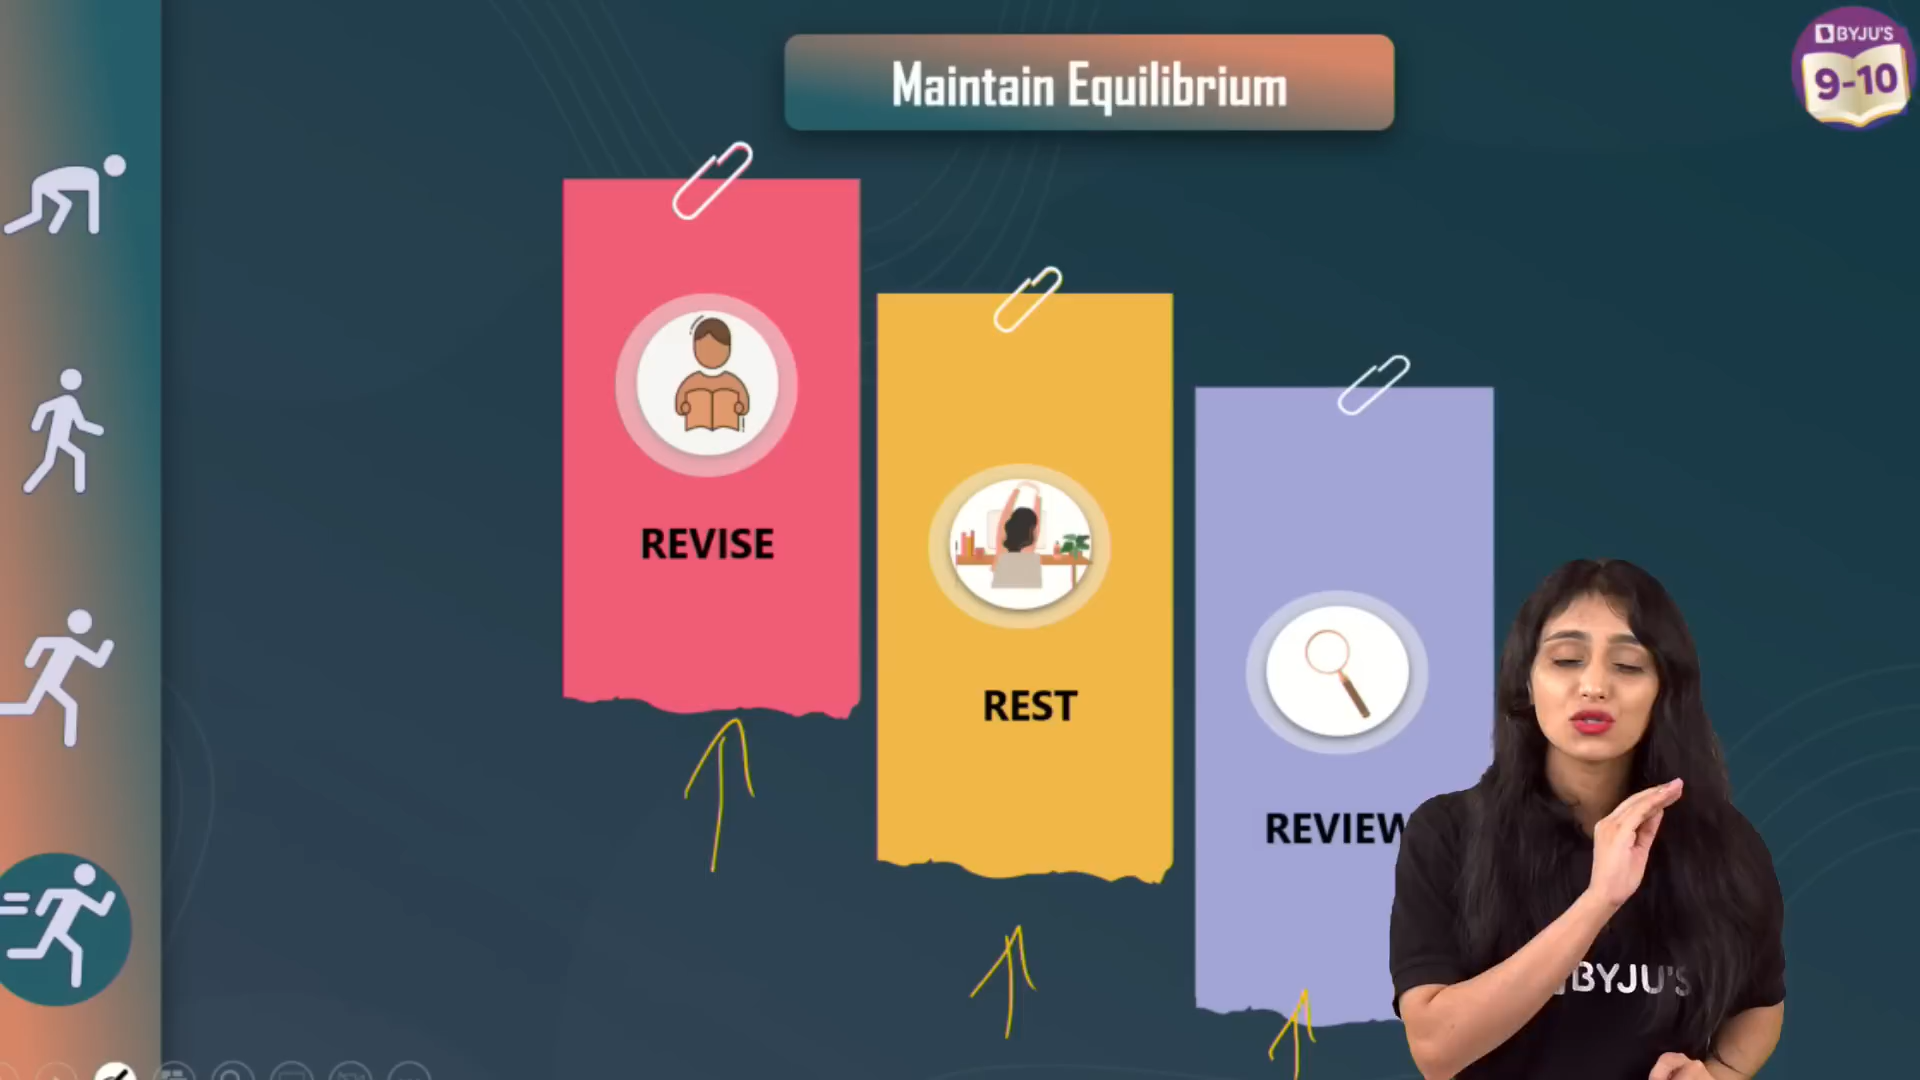 Maintain Equilibrium
BYJU'S
9-10
REVISE
REST
REVIEW
BYJU'S